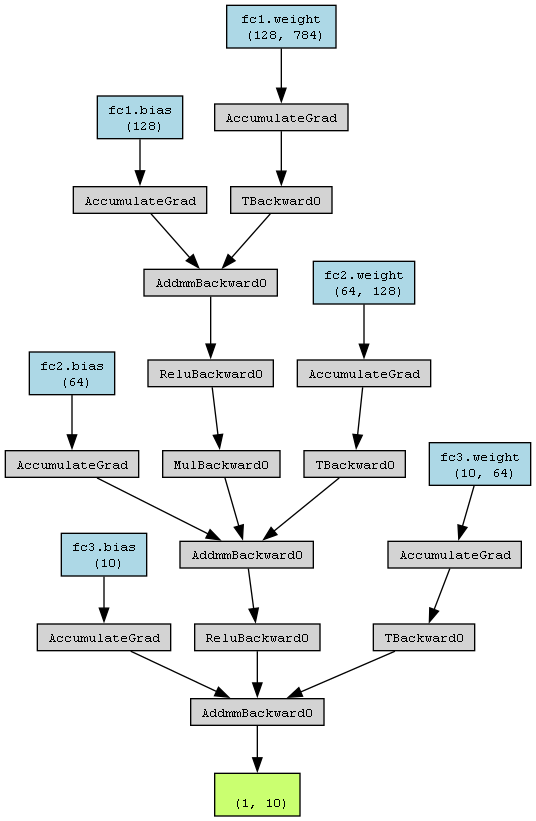 fc1.weight
(128, 784)
fc1.bias
(128)
AccumulateGrad
AccumulateGrad
TBackward0
AddmmBackward0
fc2.weight
(64, 128)
fc2.bias
(64)
ReluBackward0
AccumulateGrad
AccumulateGrad
MulBackward0
TBackward0
fc3.weight
(10, 64)
fc3.bias
(10)
AddmmBackward0
AccumulateGrad
AccumulateGrad
ReluBackward0
TBackward0
AddmmBackward0
(1, 10)